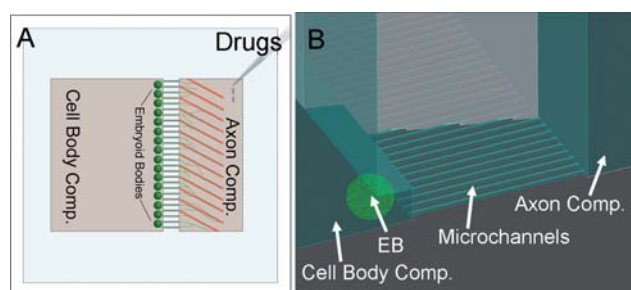 A
Drugs
Cell Body Comp.
Embryoid Bodies
Axon Comp.
B
EB
Cell Body Comp.
Microchannels
Axon Comp.